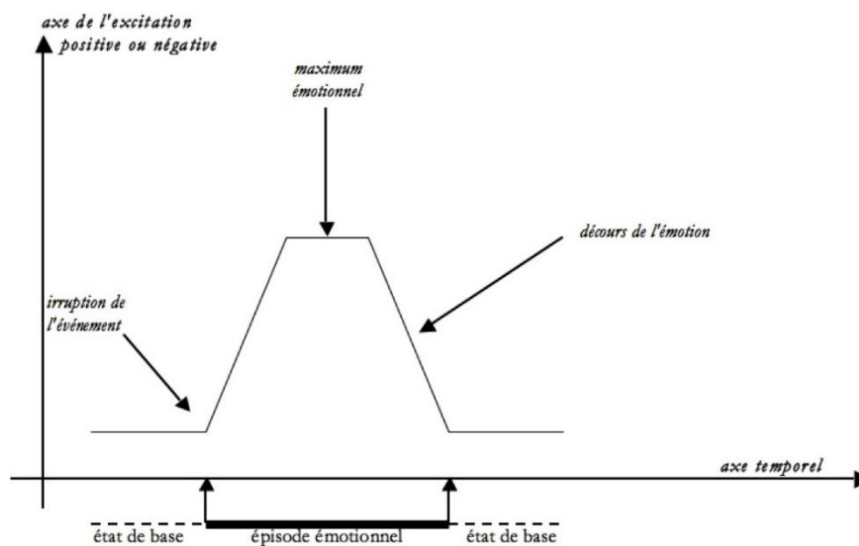 axe de l'excitation
positive ou négative
maximum
émotionnel
décours de l'émotion
irruption de
l'événement
axe temporel
état de base
épisode émotionnel
état de base